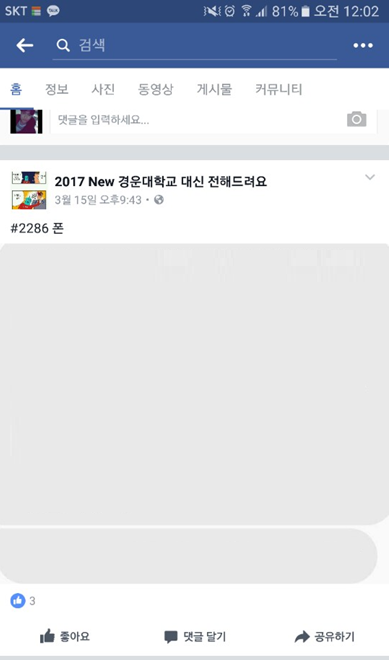 SKT 81% 오전 12:02
검색
홈 정보 사진 동영상 게시물 커뮤니티
댓글을 입력하세요...
2017 New 경운대학교 대신 전해드려요
3월 15일 오후9:43
#2286 폰
3
좋아요 댓글 달기 공유하기